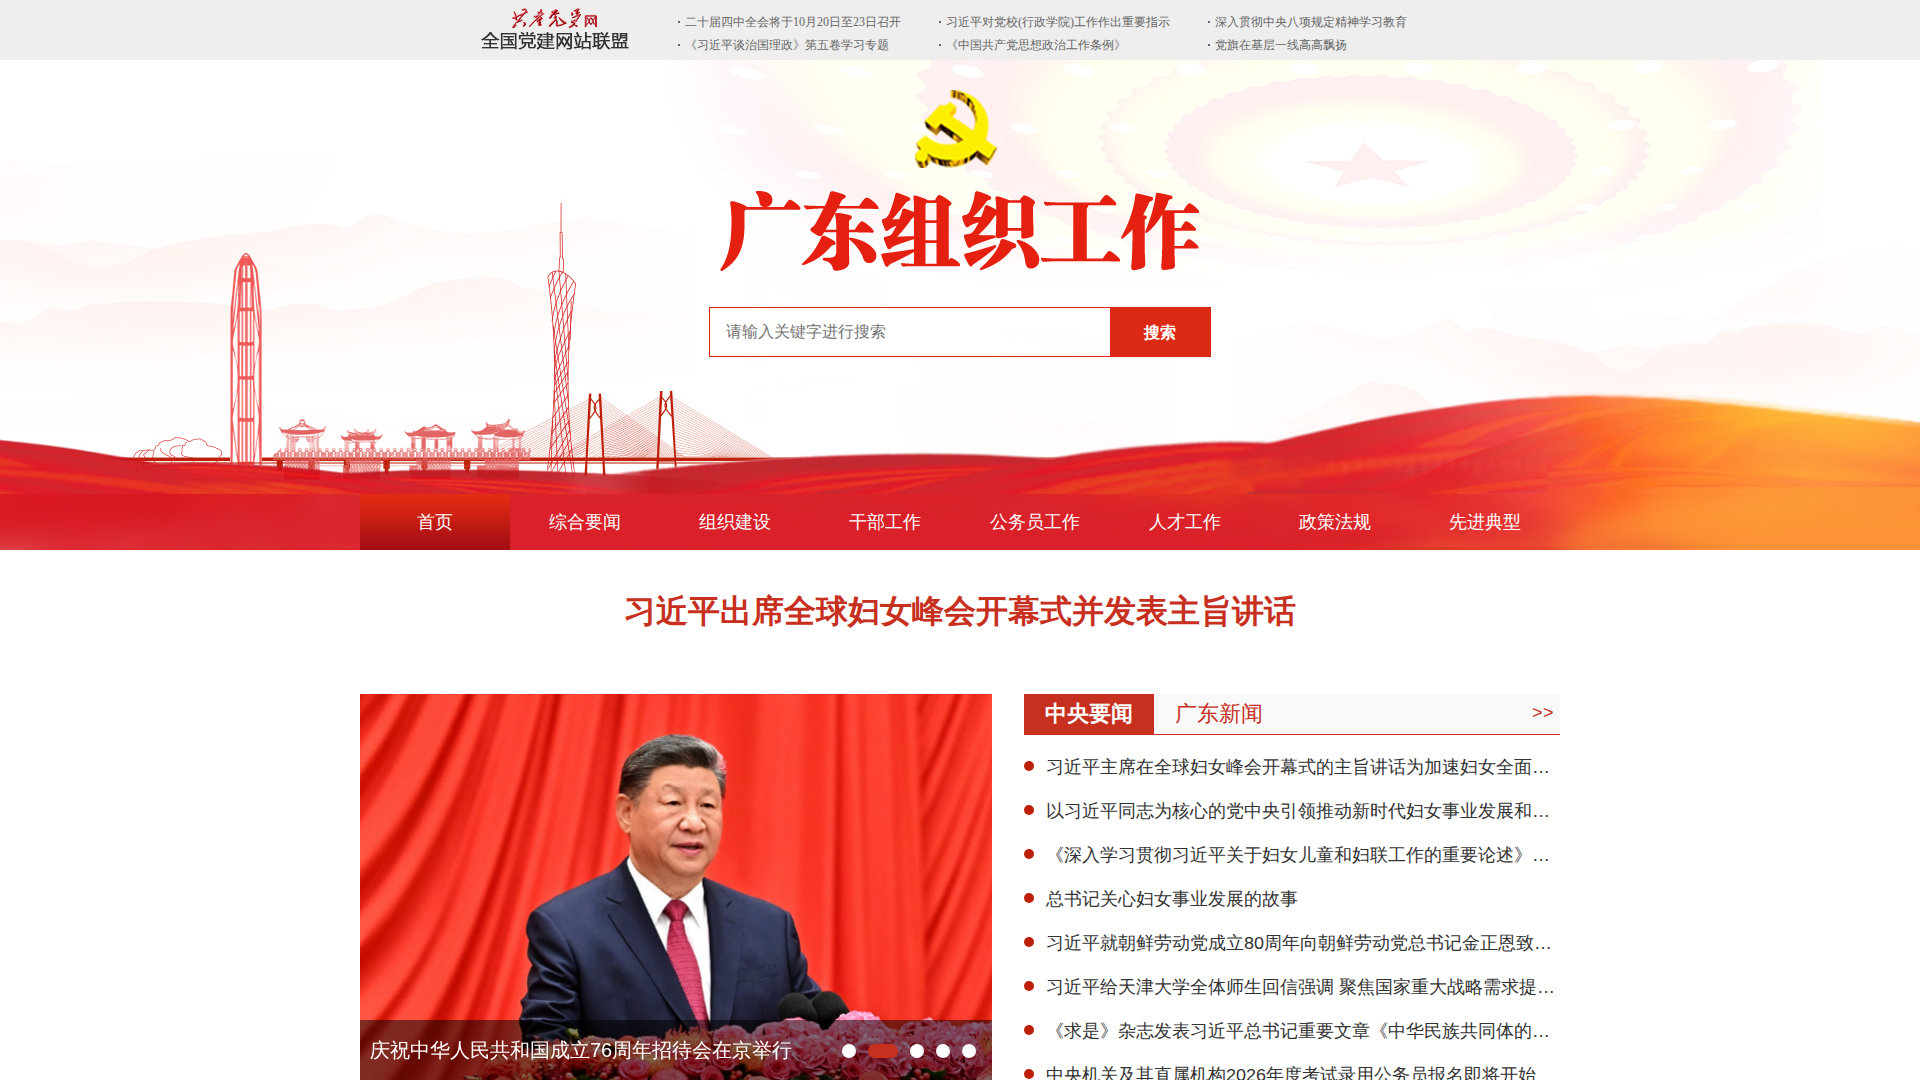 共产党员网
全国党建网站联盟
· 二十届四中全会将于10月20日至23日召开
· 习近平对党校(行政学院)工作作出重要指示
· 深入贯彻中央八项规定精神学习教育
· 《习近平谈治国理政》第五卷学习专题
· 《中国共产党思想政治工作条例》
· 党旗在基层一线高高飘扬
广东组织工作
请输入关键字进行搜索
搜索
首页
综合要闻
组织建设
干部工作
公务员工作
人才工作
政策法规
先进典型
习近平出席全球妇女峰会开幕式并发表主旨讲话
庆祝中华人民共和国成立76周年招待会在京举行
中央要闻
广东新闻
>>
习近平主席在全球妇女峰会开幕式的主旨讲话为加速妇女全面…
以习近平同志为核心的党中央引领推动新时代妇女事业发展和…
《深入学习贯彻习近平关于妇女儿童和妇联工作的重要论述》…
总书记关心妇女事业发展的故事
习近平就朝鲜劳动党成立80周年向朝鲜劳动党总书记金正恩致…
习近平给天津大学全体师生回信强调 聚焦国家重大战略需求提…
《求是》杂志发表习近平总书记重要文章《中华民族共同体的…
中央机关及其直属机构2026年度考试录用公务员报名即将开始